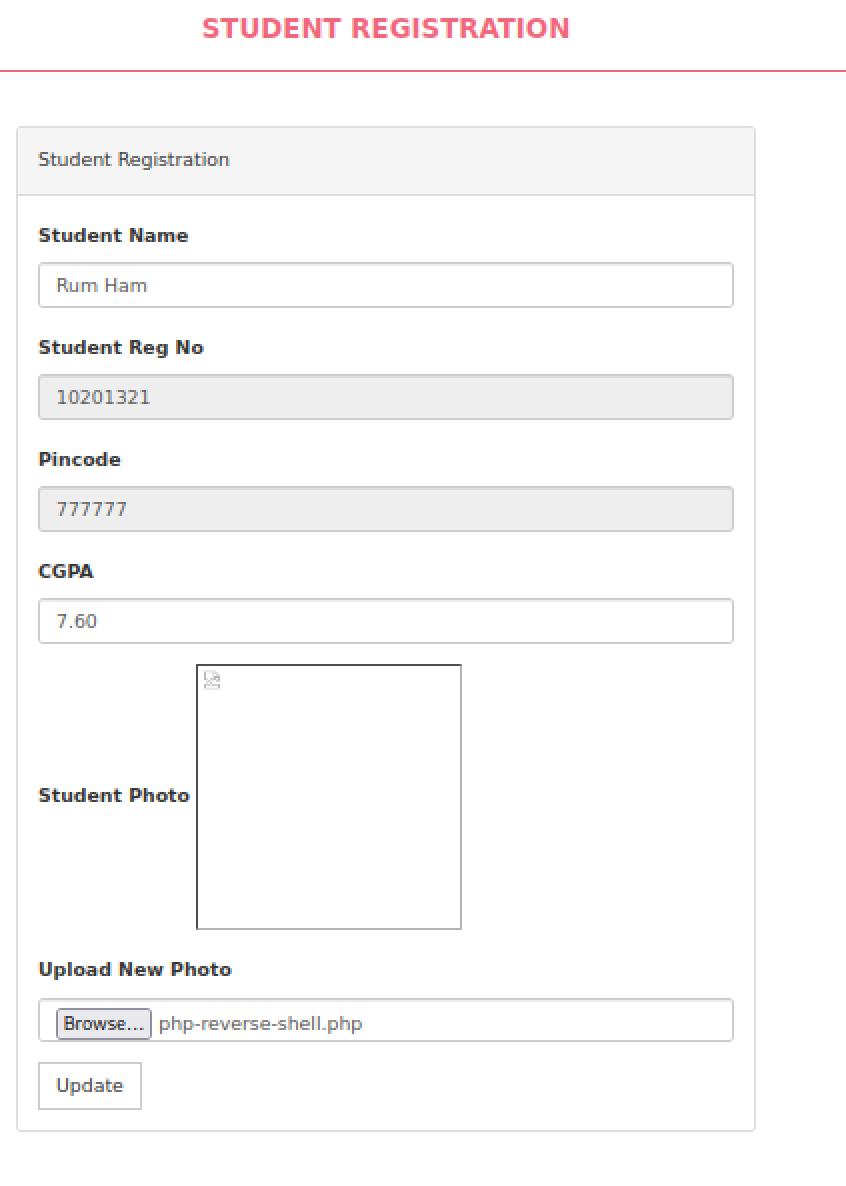 STUDENT REGISTRATION
Student Registration
Student Name
Rum Ham
Student Reg No
10201321
Pincode
777777
CGPA
7.60
Student Photo
Upload New Photo
Browse... php-reverse-shell.php
Update